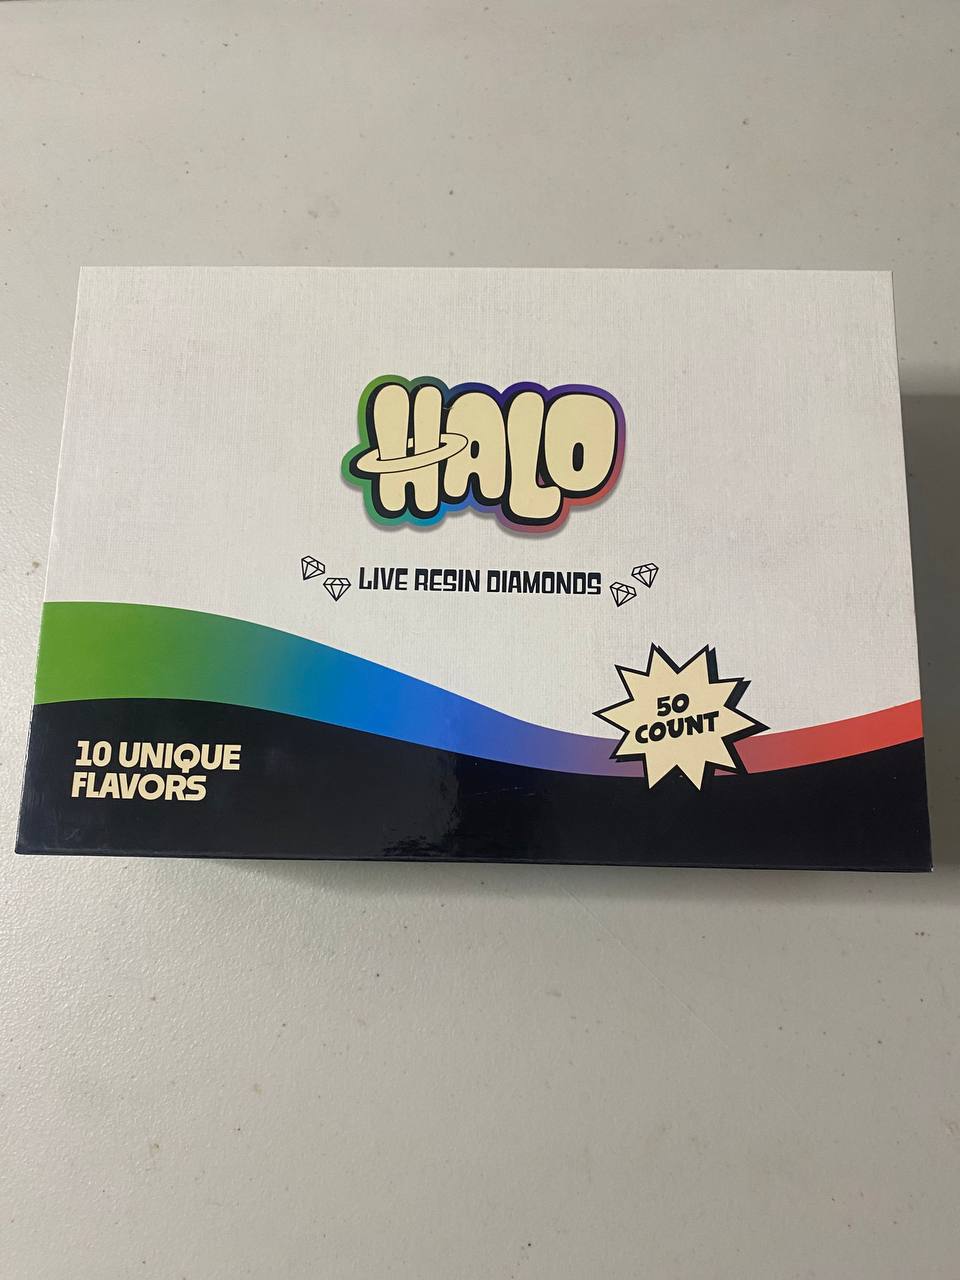 HALO
LIVE RESIN DIAMONDS
50
COUNT
10 UNIQUE
FLAVORS